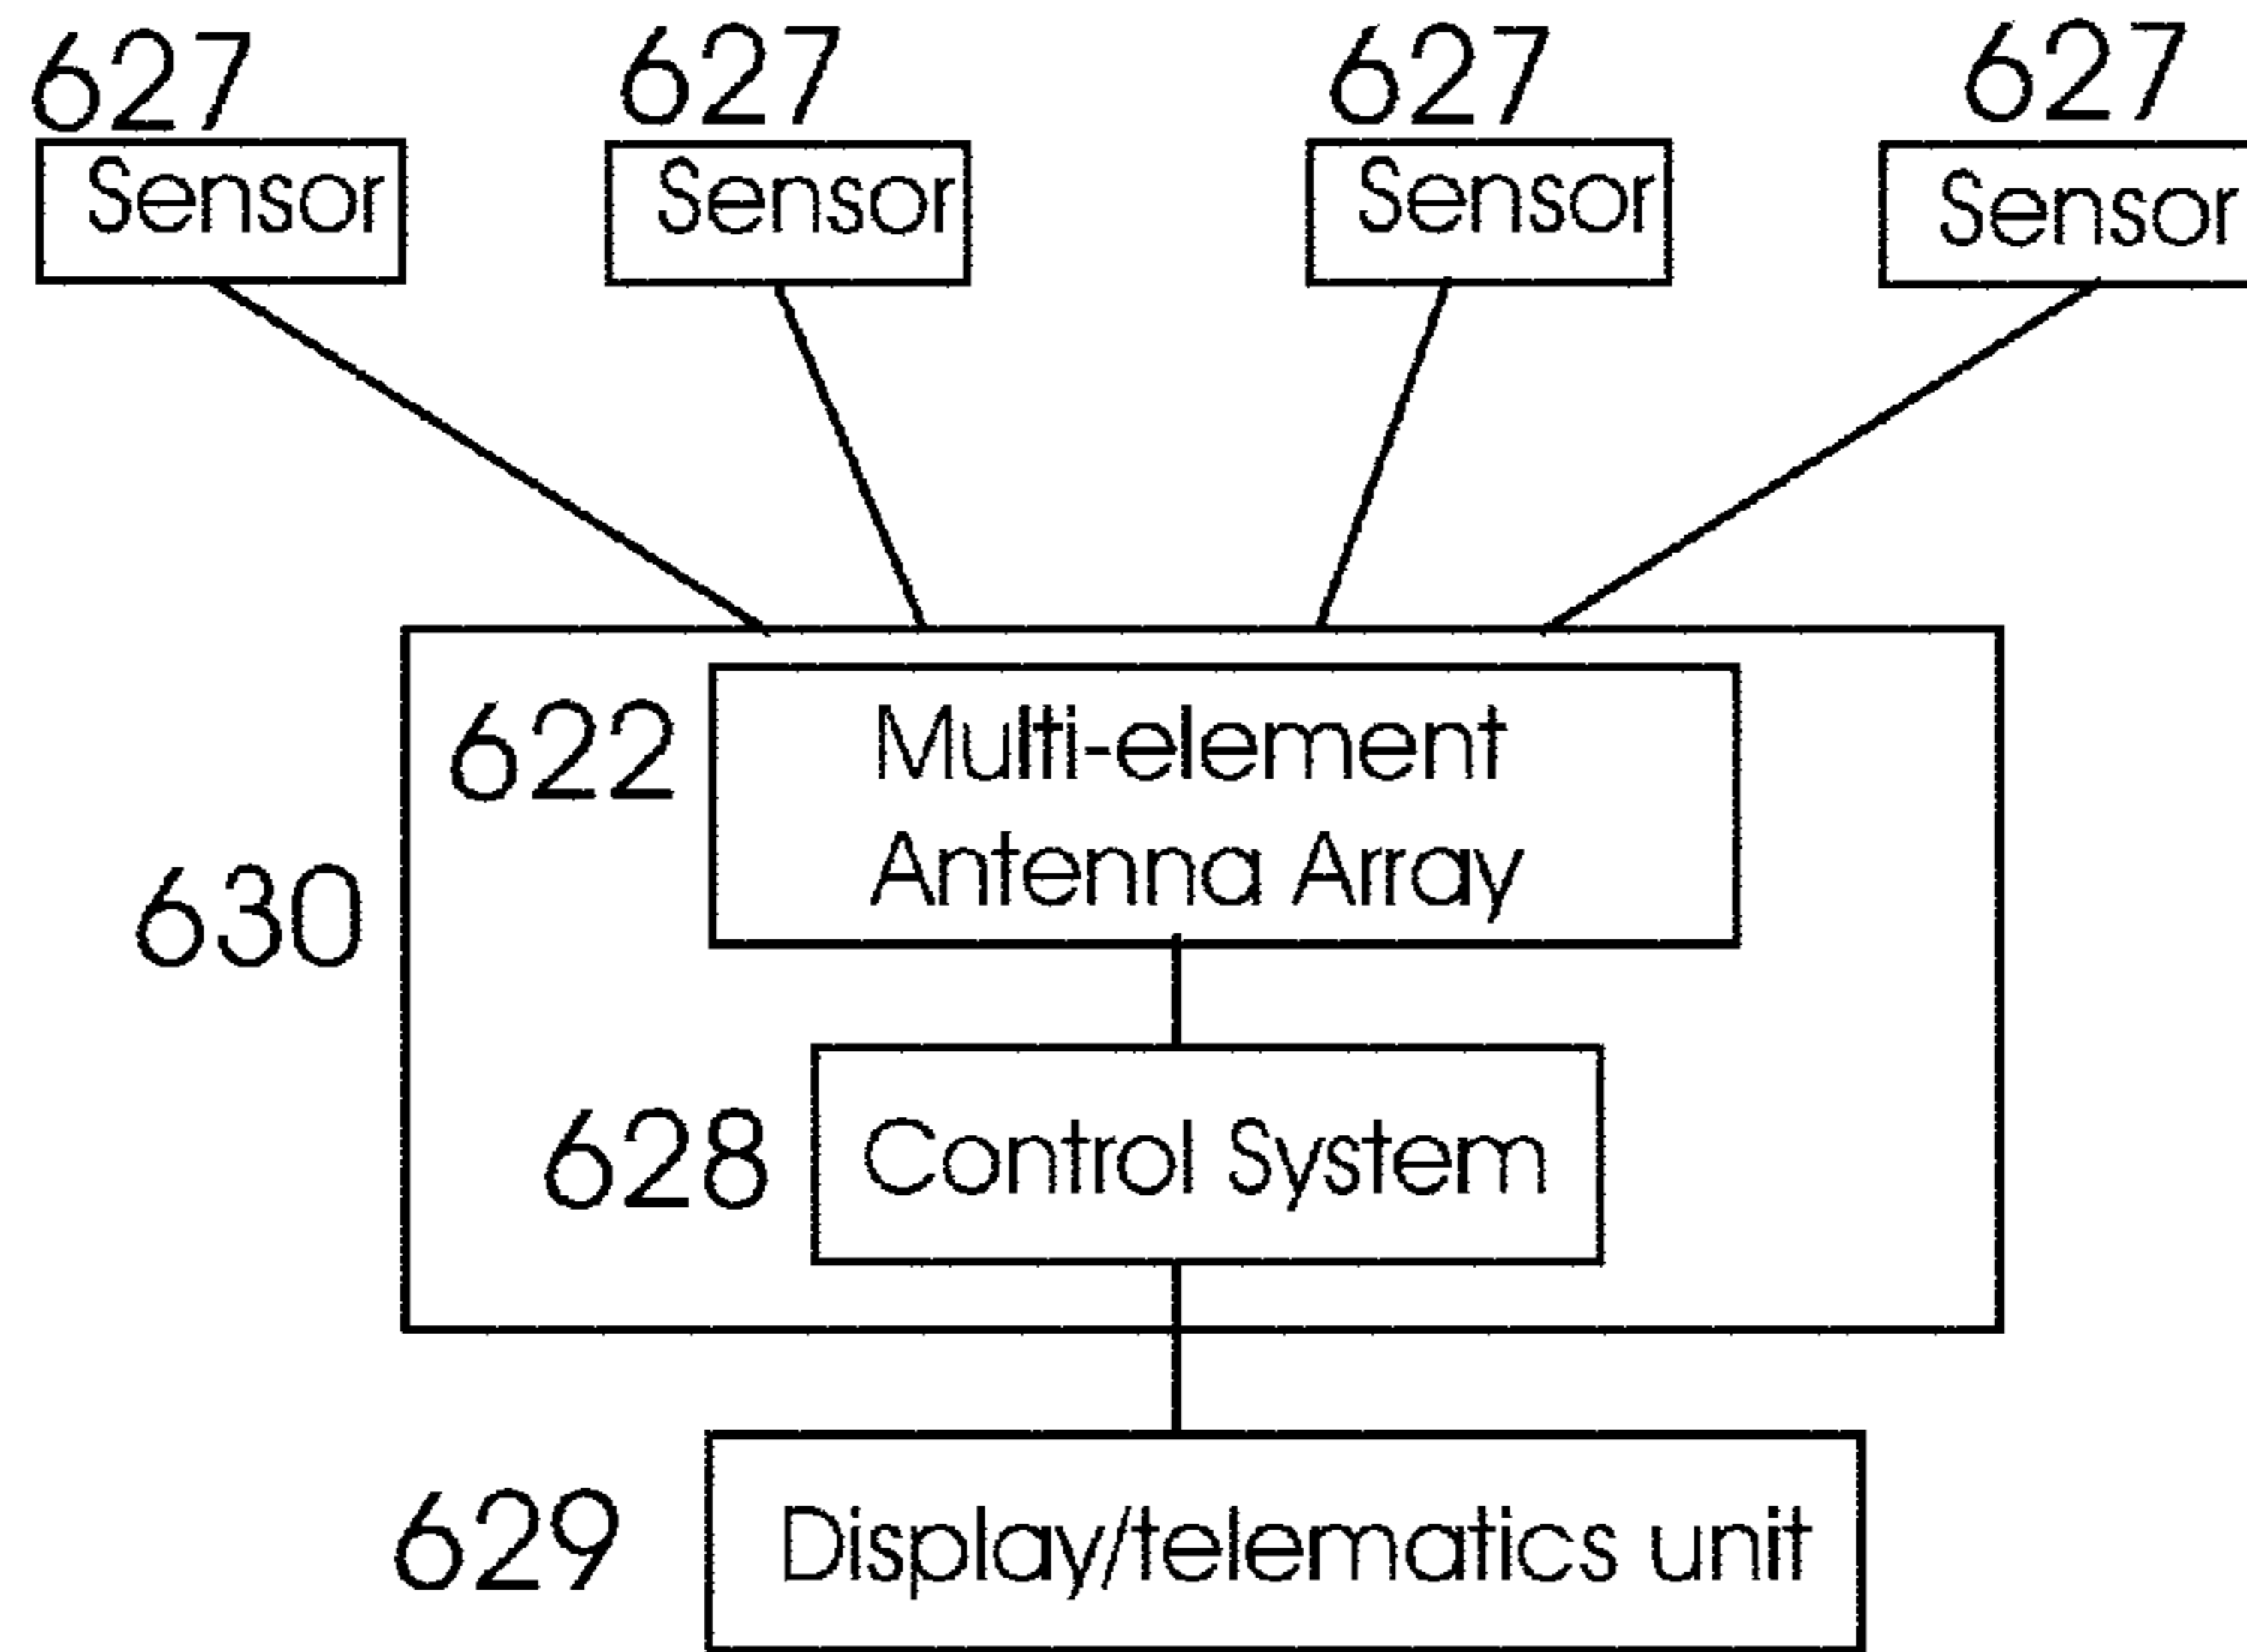 627 627 627 627
Sensor Sensor Sensor Sensor
622 Multi-element
Antenna Array
630
628 Control System
629 Display/telematics unit